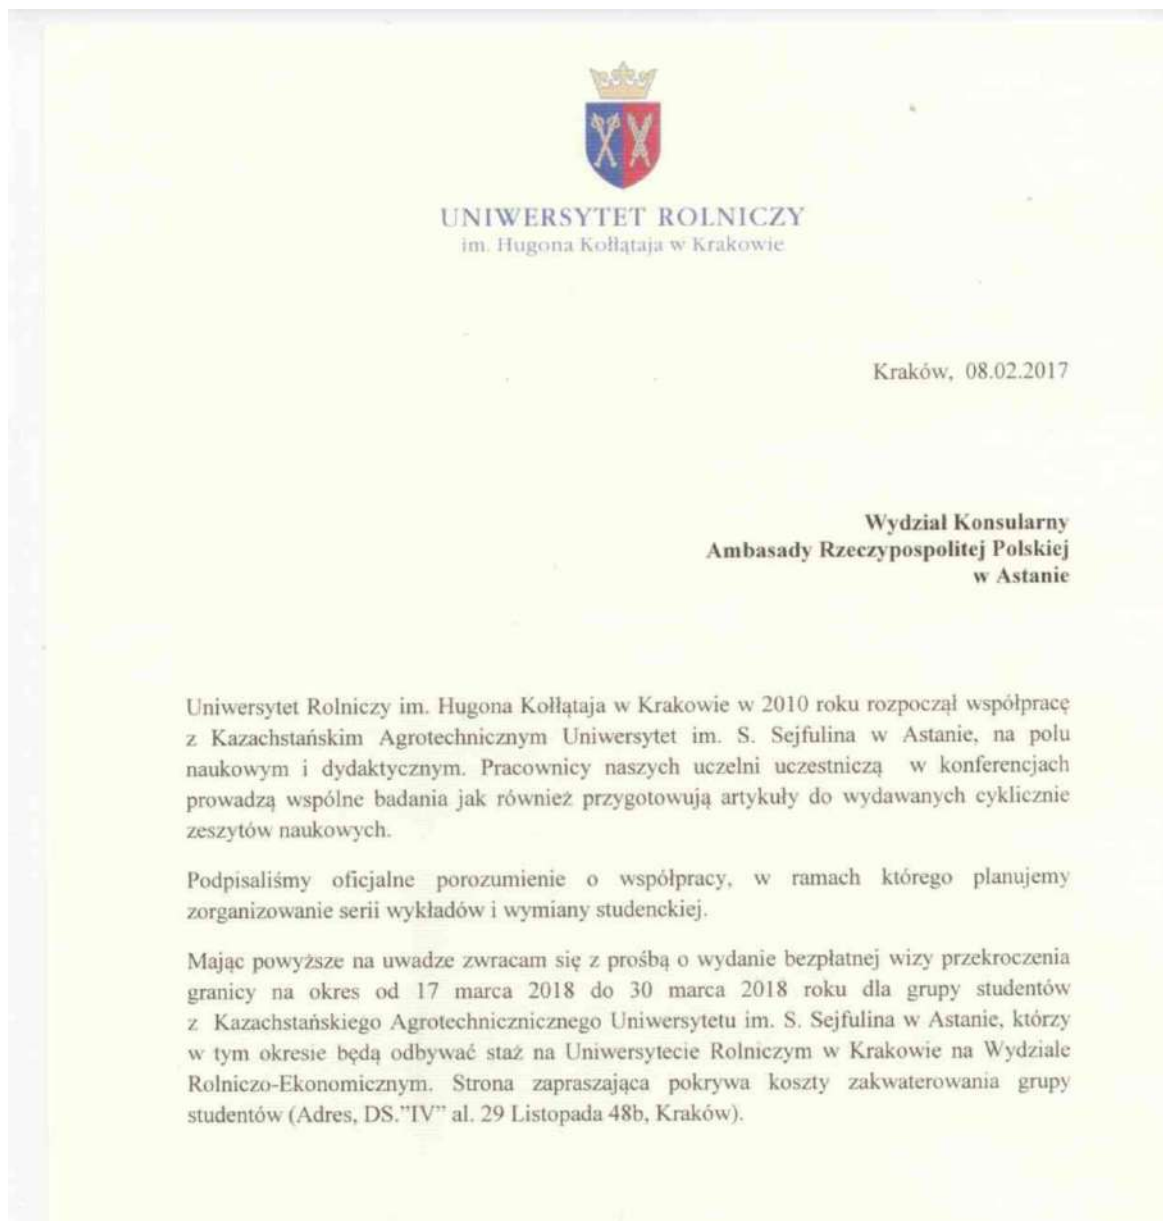 UNIWERSYTET ROLNICZY
im. Hugona Kołłątaja w Krakowie
Kraków, 08.02.2017
Wydział Konsularny
Ambasady Rzeczypospolitej Polskiej
w Astanie
Uniwersytet Rolniczy im. Hugona Kołłątaja w Krakowie w 2010 roku rozpoczął współpracę
z Kazachstańskim Agrotechnicznym Uniwersytet im. S. Sejfulina w Astanie, na polu
naukowym i dydaktycznym. Pracownicy naszych uczelni uczestniczą w konferencjach
prowadzą wspólne badania jak również przygotowują artykuły do wydawanych cyklicznie
zeszytów naukowych.
Podpisaliśmy oficjalne porozumienie o współpracy, w ramach którego planujemy
zorganizowanie serii wykładów i wymiany studenckiej.
Mając powyższe na uwadze zwracam się z prośbą o wydanie bezpłatnej wizy przekroczenia
granicy na okres od 17 marca 2018 do 30 marca 2018 roku dla grupy studentów
z Kazachstańskiego Agrotechnicznicznego Uniwersytetu im. S. Sejfulina w Astanie, którzy
w tym okresie będą odbywać staż na Uniwersytecie Rolniczym w Krakowie na Wydziale
Rolniczo-Ekonomicznym. Strona zapraszająca pokrywa koszty zakwaterowania grupy
studentów (Adres, DS.”IV” al. 29 Listopada 48b, Kraków).